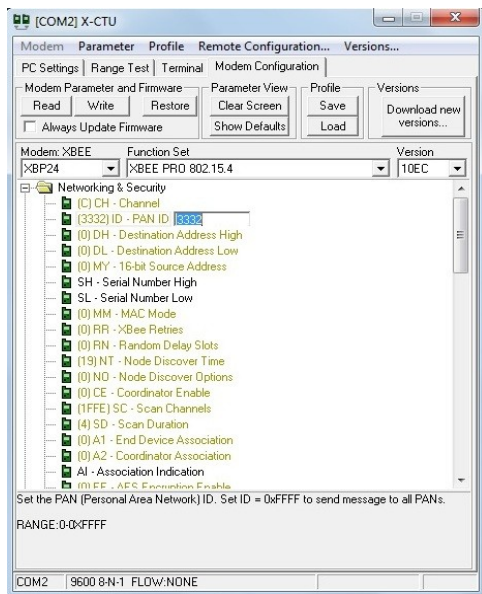 [COM2] X-CTU
Modem Parameter Profile Remote Configuration... Versions...
PC Settings Range Test Terminal Modem Configuration
Modem Parameter and Firmware Parameter View Profile Versions
Read Write Restore Clear Screen Save Download new versions...
Always Update Firmware Show Defaults Load
Modem: XBEE Function Set Version
XBP24 XBEE PRO 802.15.4 10EC
Networking & Security
(C) CH - Channel
(3332) ID - PAN ID 3332
(0) DH - Destination Address High
(0) DL - Destination Address Low
(0) MY - 16-bit Source Address
SH - Serial Number High
SL - Serial Number Low
(0) MM - MAC Mode
(0) RR - XBee Retries
(0) RN - Random Delay Slots
(19) NT - Node Discover Time
(0) NO - Node Discover Options
(0) CE - Coordinator Enable
(1FFE) SC - Scan Channels
(4) SD - Scan Duration
(0) A1 - End Device Association
(0) A2 - Coordinator Association
AI - Association Indication
(0) EE - AES Encryption Enable
Set the PAN (Personal Area Network) ID. Set ID = 0xFFFF to send message to all PANs.
RANGE:0-0XFFFF
COM2 9600 8-N-1 FLOW:NONE